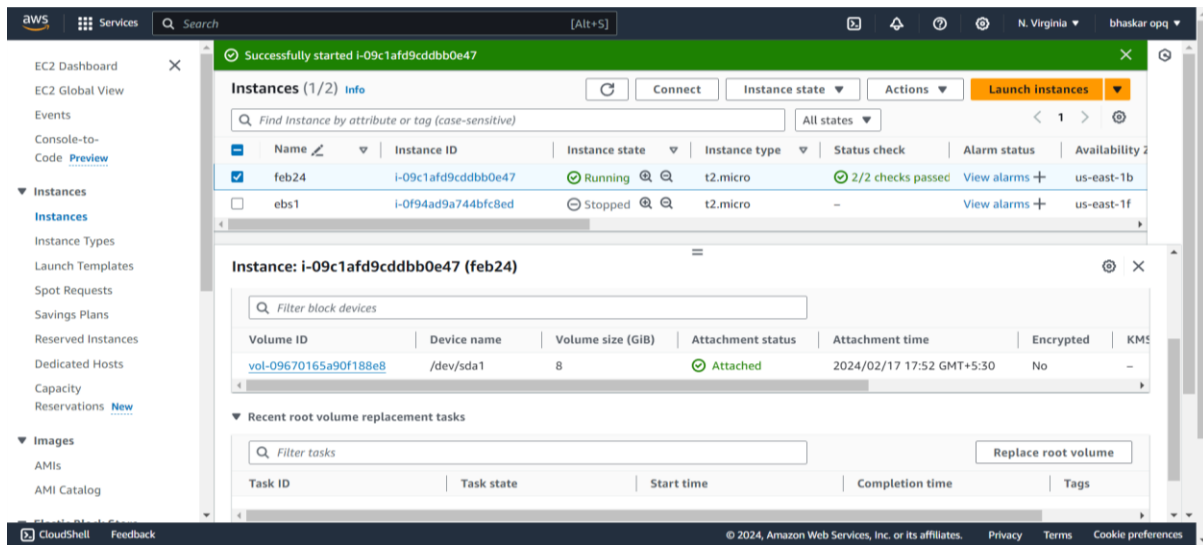 aws Services Search [Alt+S] N. Virginia bhaskar opq
EC2 Dashboard
EC2 Global View
Events
Console-to-
Code Preview
Instances
Instances
Instance Types
Launch Templates
Spot Requests
Savings Plans
Reserved Instances
Dedicated Hosts
Capacity
Reservations New
Images
AMIs
AMI Catalog
Successfully started i-09c1afd9cddbb0e47
Instances (1/2) Info Connect Instance state Actions Launch instances
Find Instance by attribute or tag (case-sensitive) All states 1
Name Instance ID Instance state Instance type Status check Alarm status Availability
feb24 i-09c1afd9cddbb0e47 Running t2.micro 2/2 checks passed View alarms + us-east-1b
ebs1 i-0f94ad9a744bfc8ed Stopped t2.micro – View alarms + us-east-1f
Instance: i-09c1afd9cddbb0e47 (feb24)
Filter block devices
Volume ID Device name Volume size (GiB) Attachment status Attachment time Encrypted KMS
vol-09670165a90f188e8 /dev/sda1 8 Attached 2024/02/17 17:52 GMT+5:30 No –
Recent root volume replacement tasks
Filter tasks Replace root volume
Task ID Task state Start time Completion time Tags
CloudShell Feedback © 2024, Amazon Web Services, Inc. or its affiliates. Privacy Terms Cookie preferences